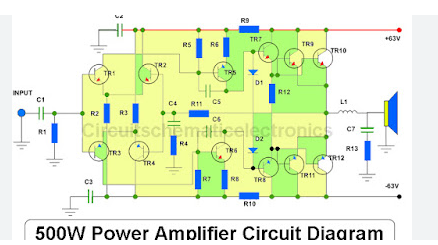 C2
R9
+63V
R5
R6
TR7
TR9
TR10
TR1
TR2
TR5
D1
INPUT
C1
R2
R3
C4
R11
C5
R12
L1
R1
Circuitschematicelectronics
C6
C7
R4
D2
R13
TR3
TR4
TR6
TR8
TR11
TR12
C3
R7
R8
R10
-63V
500W Power Amplifier Circuit Diagram